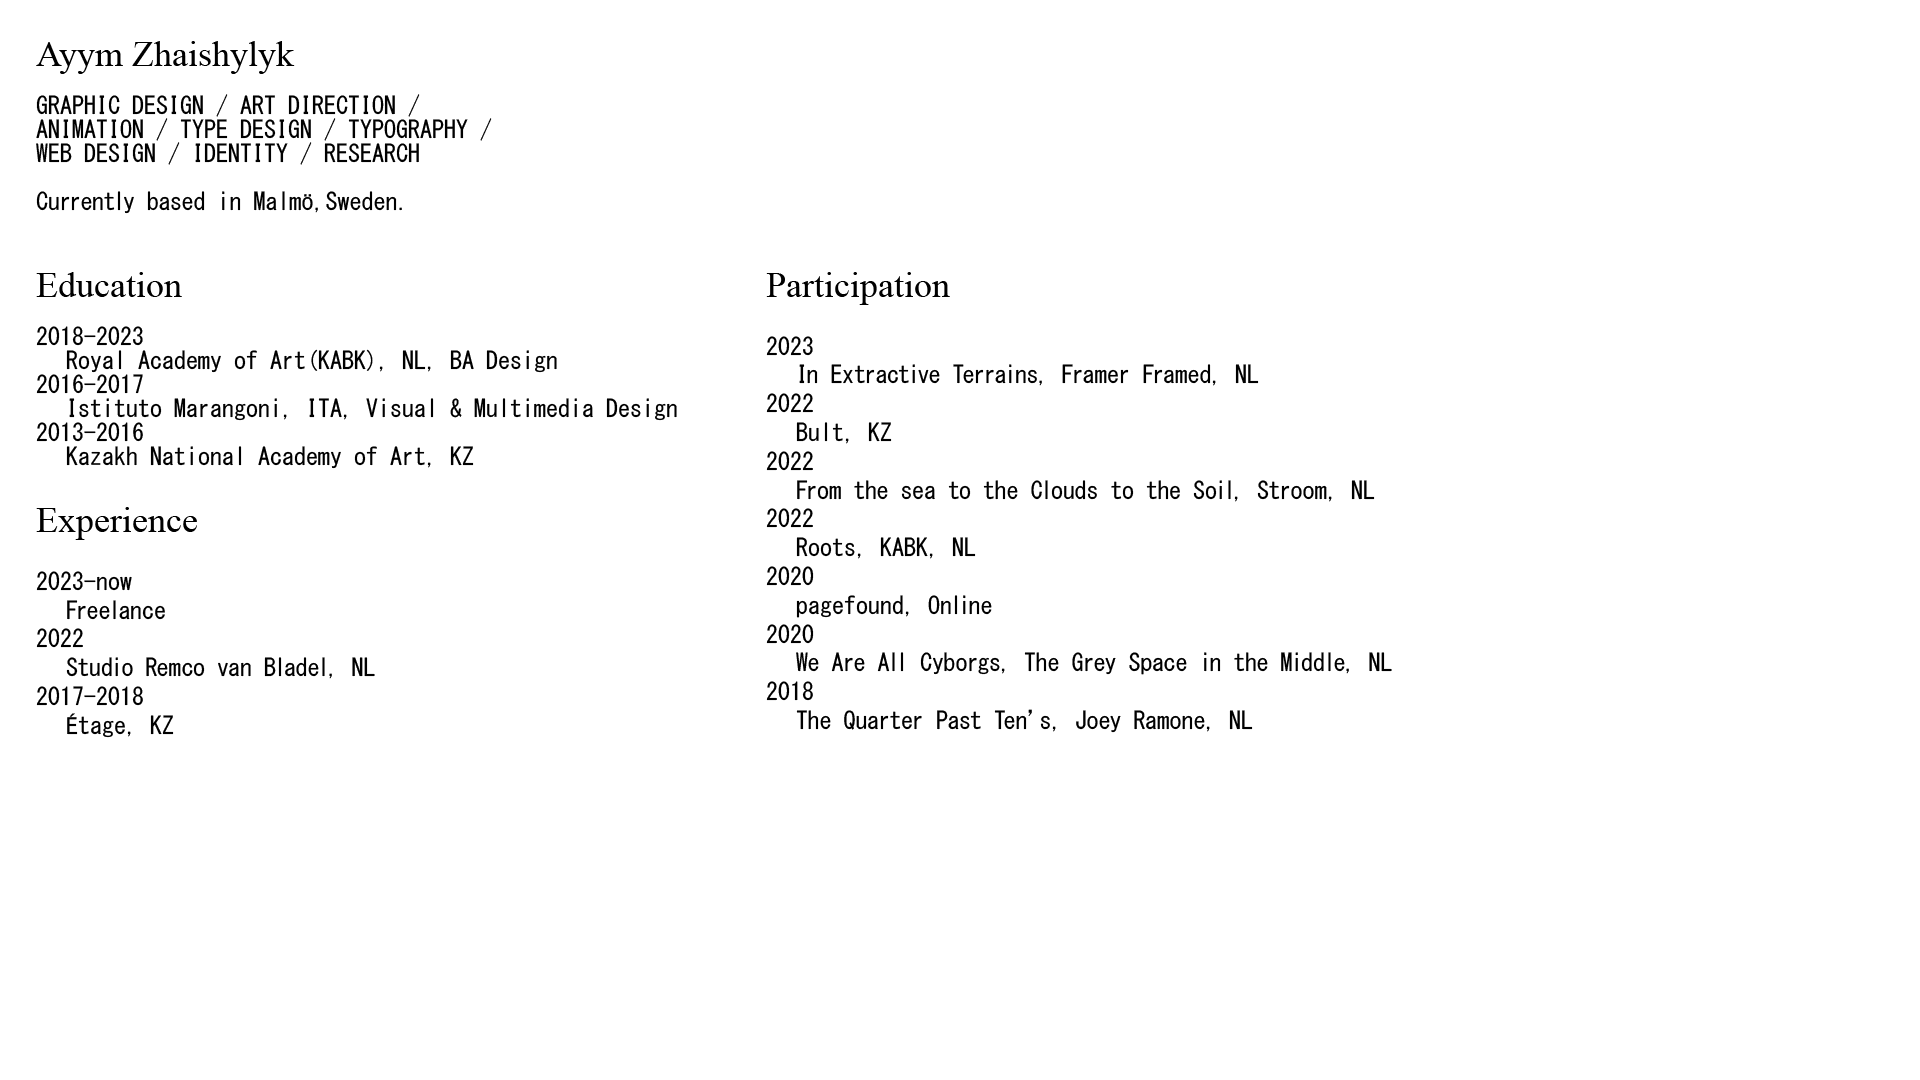 Ayym Zhaishylyk
GRAPHIC DESIGN / ART DIRECTION /
ANIMATION / TYPE DESIGN / TYPOGRAPHY /
WEB DESIGN / IDENTITY / RESEARCH
Currently based in Malmö,Sweden.
Education
2018-2023
Royal Academy of Art(KABK), NL, BA Design
2016-2017
Istituto Marangoni, ITA, Visual & Multimedia Design
2013-2016
Kazakh National Academy of Art, KZ
Experience
2023-now
Freelance
2022
Studio Remco van Bladel, NL
2017-2018
Étage, KZ
Participation
2023
In Extractive Terrains, Framer Framed, NL
2022
Bult, KZ
2022
From the sea to the Clouds to the Soil, Stroom, NL
2022
Roots, KABK, NL
2020
pagefound, Online
2020
We Are All Cyborgs, The Grey Space in the Middle, NL
2018
The Quarter Past Ten’s, Joey Ramone, NL